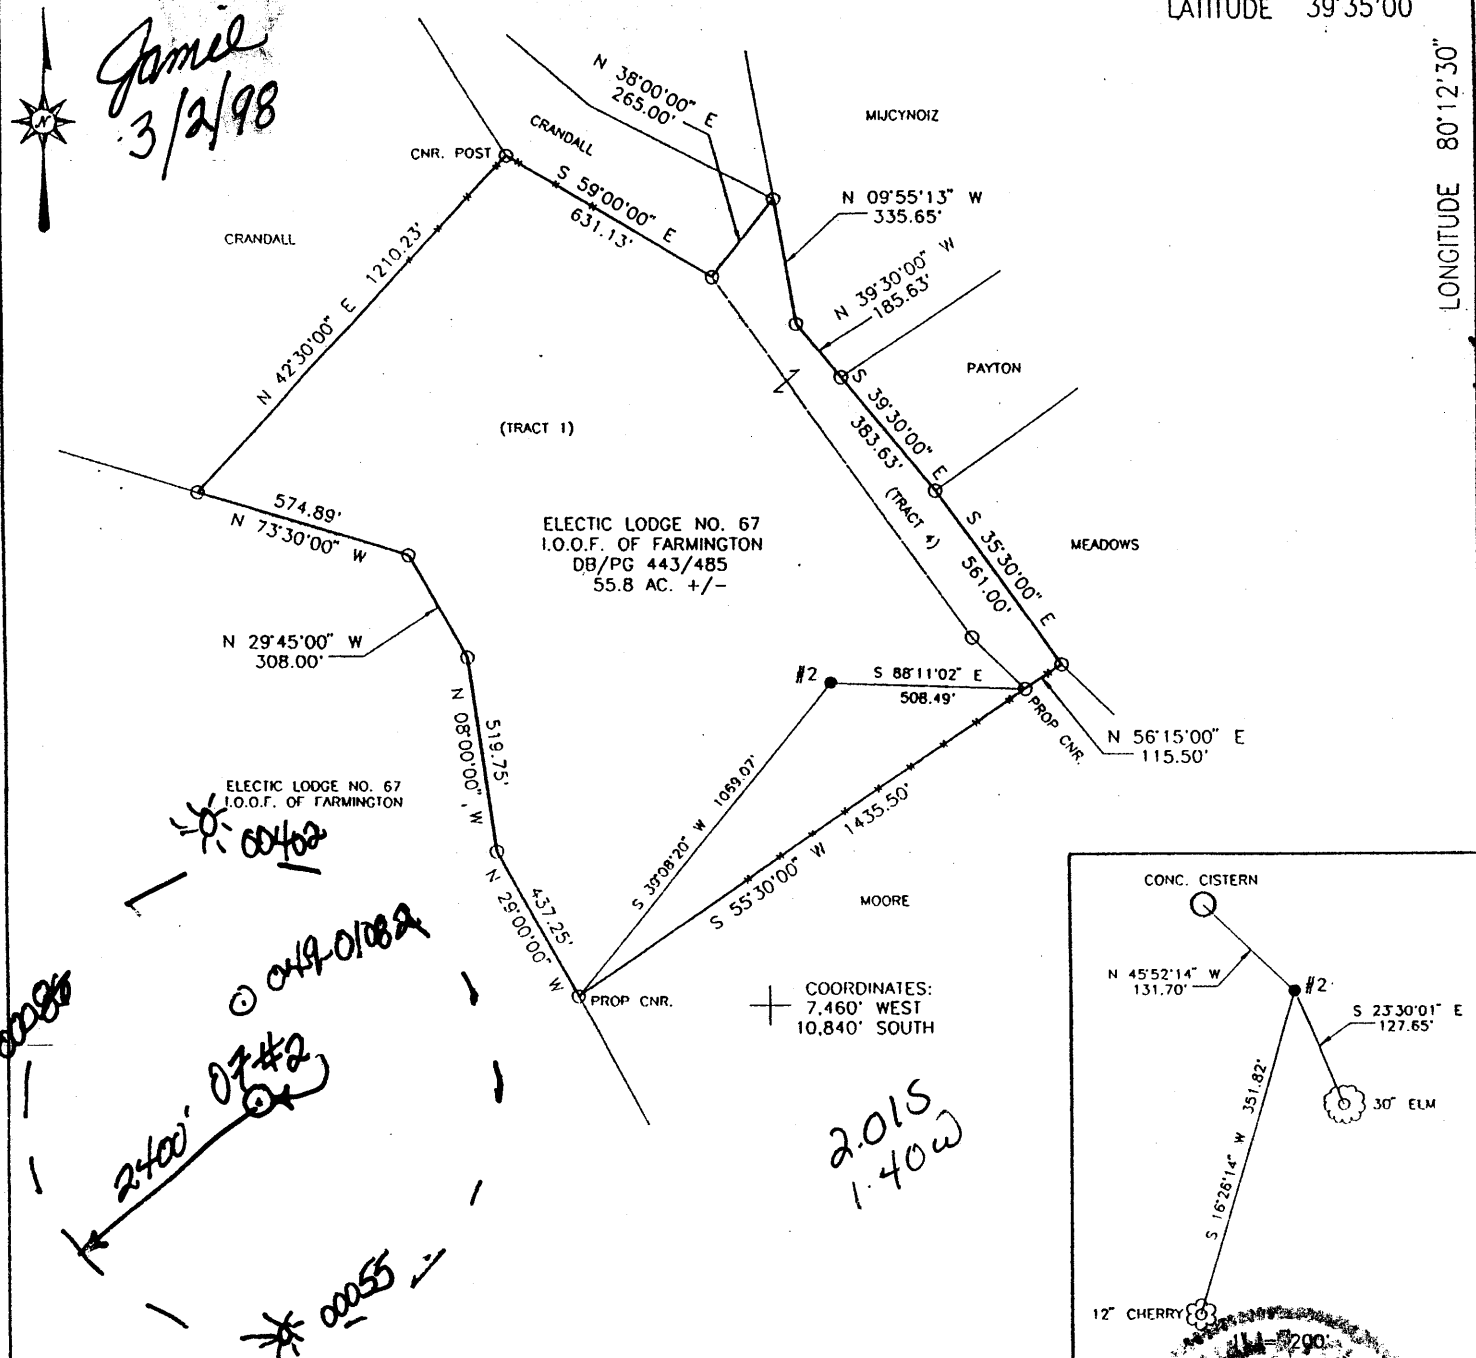 LATITUDE 39°35'00
LONGITUDE 80°12'30"
Jamie
3/2/98
N
N 38°00'00" E
265.00'
MIJCYNOIZ
CRANDALL
CNR. POST
S 59°00'00" E
631.13'
N 09°55'13" W
335.65'
CRANDALL
N 42°30'00" E 1210.23'
N 39°30'00" W
185.63'
PAYTON
(TRACT 1)
S 39°30'00" E
383.63'
574.89'
N 73°30'00" W
ELECTIC LODGE NO. 67
I.O.O.F. OF FARMINGTON
DB/PG 443/485
55.8 AC. +/-
(TRACT 4)
S 35°30'00" E
561.00'
MEADOWS
N 29°45'00" W
308.00'
#2
S 88°11'02" E
508.49'
PROP CNR.
N 56°15'00" E
115.50'
519.75'
N 08°00'00" W
S 39°08'20" W 1069.07'
S 55°30'00" W 1435.50'
ELECTIC LODGE NO. 67
I.O.O.F. OF FARMINGTON
00402
437.25'
N 29°00'00" W
MOORE
049-01082
PROP CNR.
COORDINATES:
7,460' WEST
10,840' SOUTH
07#2
2400'
2.01S
1.40W
00055
CONC. CISTERN
N 45°52'14" W
131.70'
#2
S 23°30'01" E
127.65'
S 16°26'14" W 351.82'
30" ELM
12" CHERRY